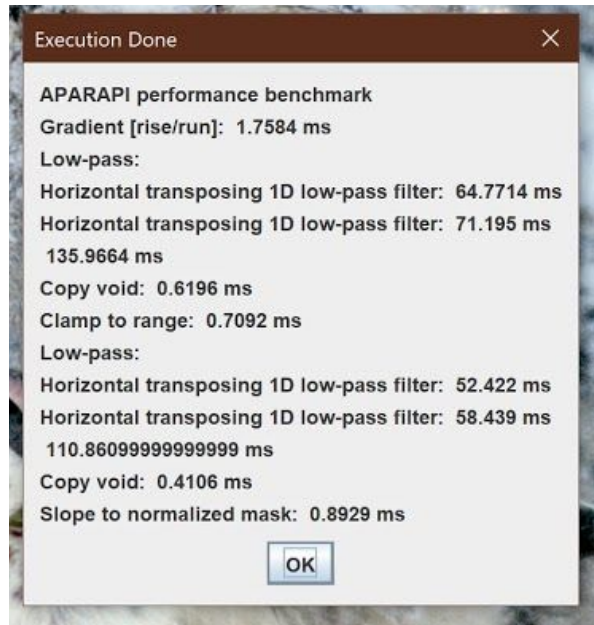 Execution Done
APARAPI performance benchmark
Gradient [rise/run]: 1.7584 ms
Low-pass:
Horizontal transposing 1D low-pass filter: 64.7714 ms
Horizontal transposing 1D low-pass filter: 71.195 ms
135.9664 ms
Copy void: 0.6196 ms
Clamp to range: 0.7092 ms
Low-pass:
Horizontal transposing 1D low-pass filter: 52.422 ms
Horizontal transposing 1D low-pass filter: 58.439 ms
110.86099999999999 ms
Copy void: 0.4106 ms
Slope to normalized mask: 0.8929 ms
OK